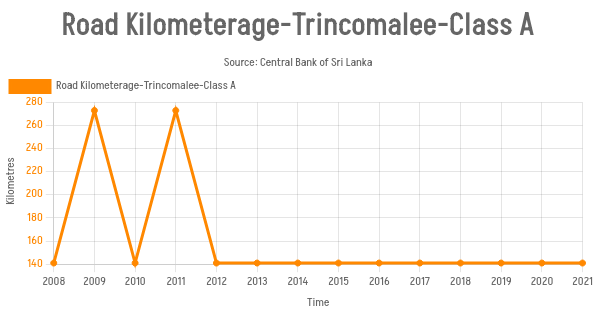 Road Kilometerage-Trincomalee-Class A
Source: Central Bank of Sri Lanka
Road Kilometerage-Trincomalee-Class A
280
260
240
220
200
180
160
140
Kilometres
2008 2009 2010 2011 2012 2013 2014 2015 2016 2017 2018 2019 2020 2021
Time